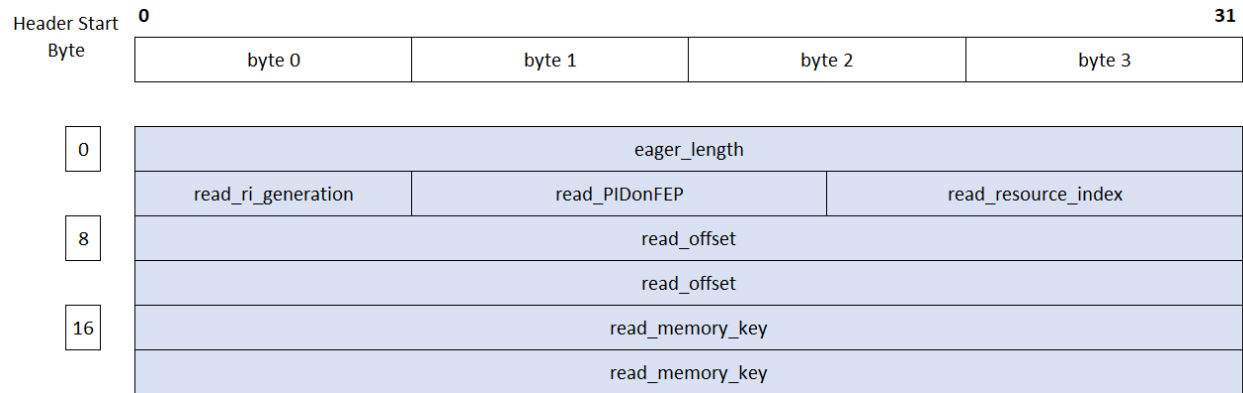 Header Start Byte
0 31
byte 0 byte 1 byte 2 byte 3
0 eager_length
read_ri_generation read_PIDonFEP read_resource_index
8 read_offset
read_offset
16 read_memory_key
read_memory_key